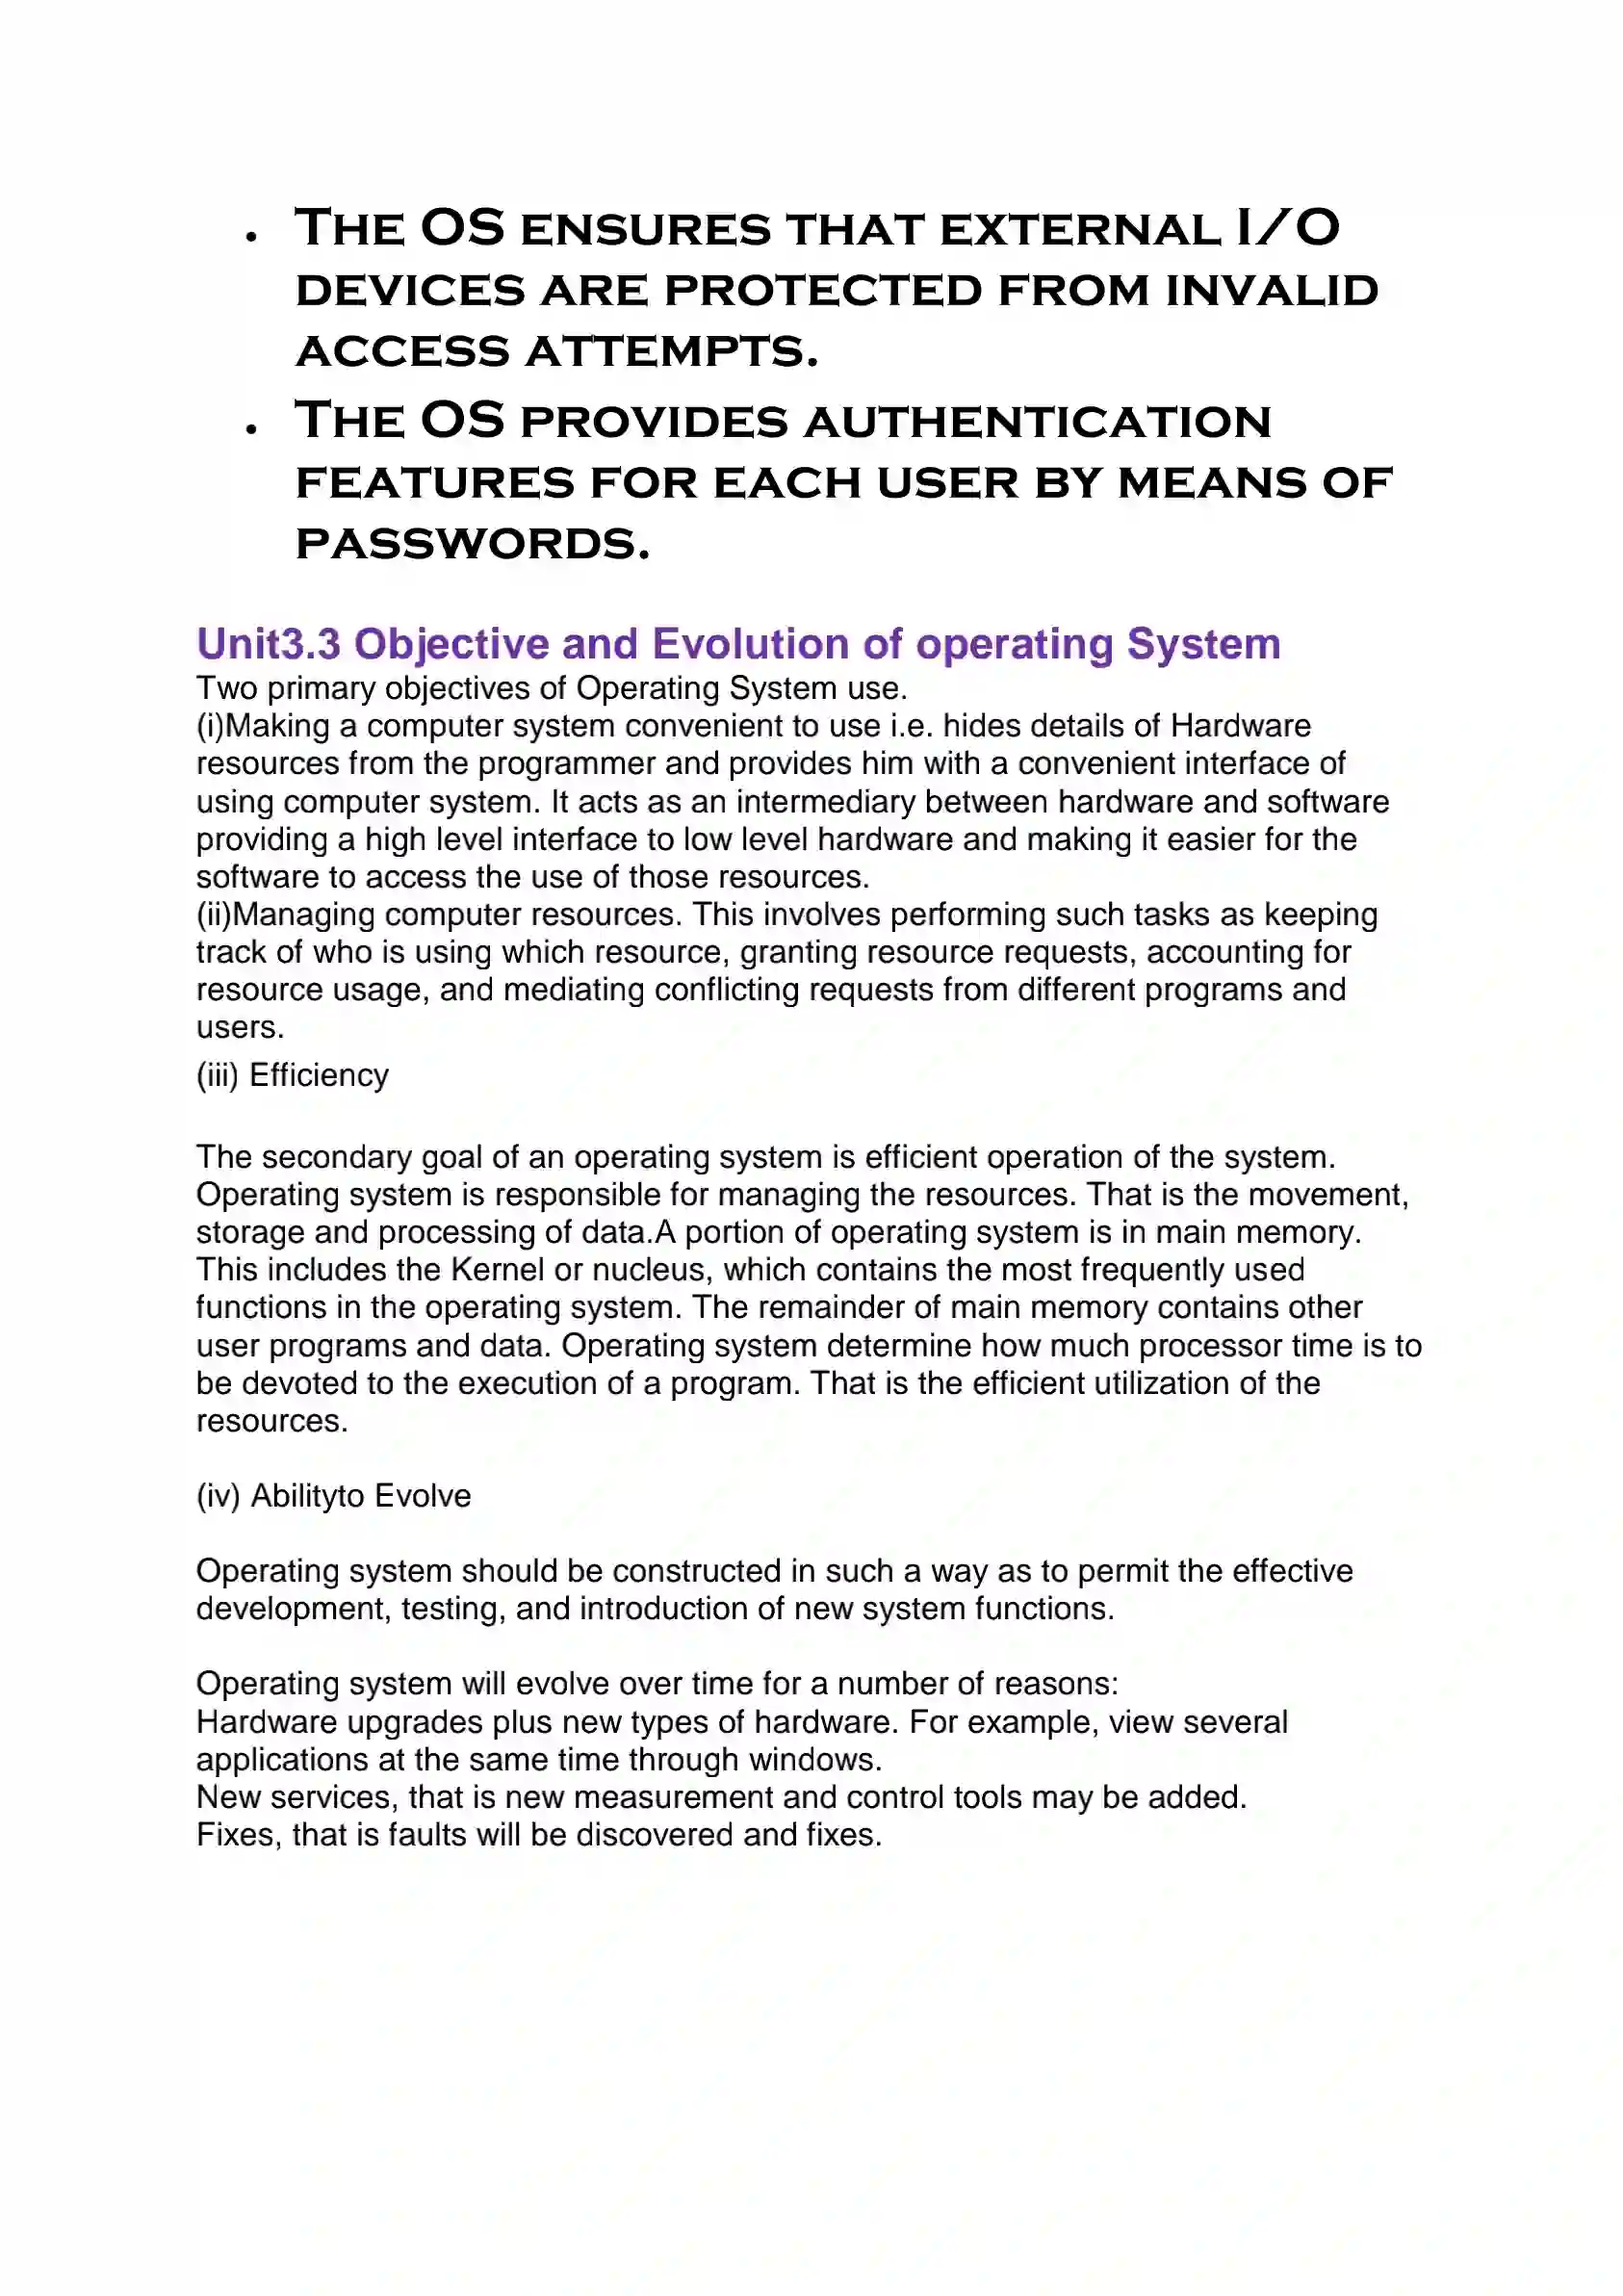 • The OS ensures that external I/O
devices are protected from invalid
access attempts.
• The OS provides authentication
features for each user by means of
passwords.
Unit3.3 Objective and Evolution of operating System
Two primary objectives of Operating System use.
(i)Making a computer system convenient to use i.e. hides details of Hardware
resources from the programmer and provides him with a convenient interface of
using computer system. It acts as an intermediary between hardware and software
providing a high level interface to low level hardware and making it easier for the
software to access the use of those resources.
(ii)Managing computer resources. This involves performing such tasks as keeping
track of who is using which resource, granting resource requests, accounting for
resource usage, and mediating conflicting requests from different programs and
users.
(iii) Efficiency
The secondary goal of an operating system is efficient operation of the system.
Operating system is responsible for managing the resources. That is the movement,
storage and processing of data.A portion of operating system is in main memory.
This includes the Kernel or nucleus, which contains the most frequently used
functions in the operating system. The remainder of main memory contains other
user programs and data. Operating system determine how much processor time is to
be devoted to the execution of a program. That is the efficient utilization of the
resources.
(iv) Abilityto Evolve
Operating system should be constructed in such a way as to permit the effective
development, testing, and introduction of new system functions.
Operating system will evolve over time for a number of reasons:
Hardware upgrades plus new types of hardware. For example, view several
applications at the same time through windows.
New services, that is new measurement and control tools may be added.
Fixes, that is faults will be discovered and fixes.